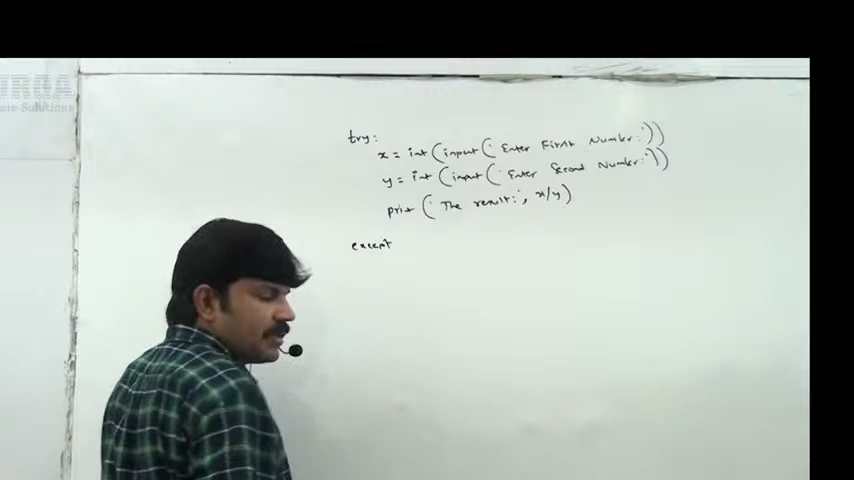 try:
x = int(input('Enter First Number:'))
y = int(input('Enter Second Number:'))
print('The result:', x/y)
except